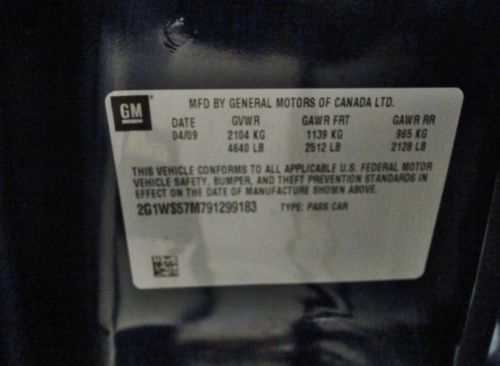 GM
MFD BY GENERAL MOTORS OF CANADA LTD.
DATE GVWR GAWR FRT GAWR RR
04/09 2104 KG 1139 KG 965 KG
4640 LB 2512 LB 2128 LB
THIS VEHICLE CONFORMS TO ALL APPLICABLE U.S. FEDERAL MOTOR
VEHICLE SAFETY, BUMPER, AND THEFT PREVENTION STANDARDS IN
EFFECT ON THE DATE OF MANUFACTURE SHOWN ABOVE.
2G1WS57M791299183 TYPE: PASS CAR